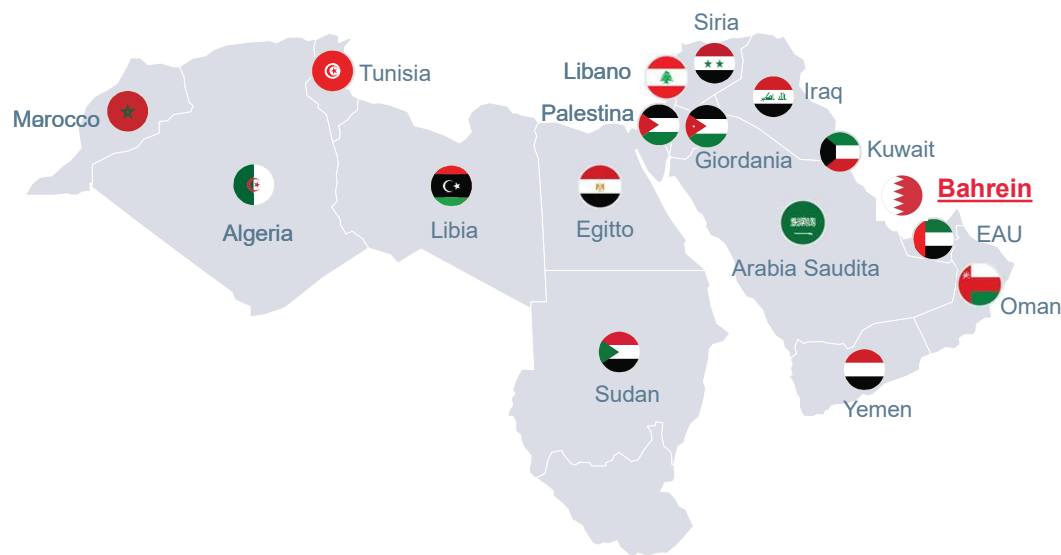 Siria
Libano
Tunisia
Iraq
Marocco
Palestina
Giordania
Kuwait
Bahrein
Algeria
Libia
Egitto
EAU
Arabia Saudita
Oman
Sudan
Yemen